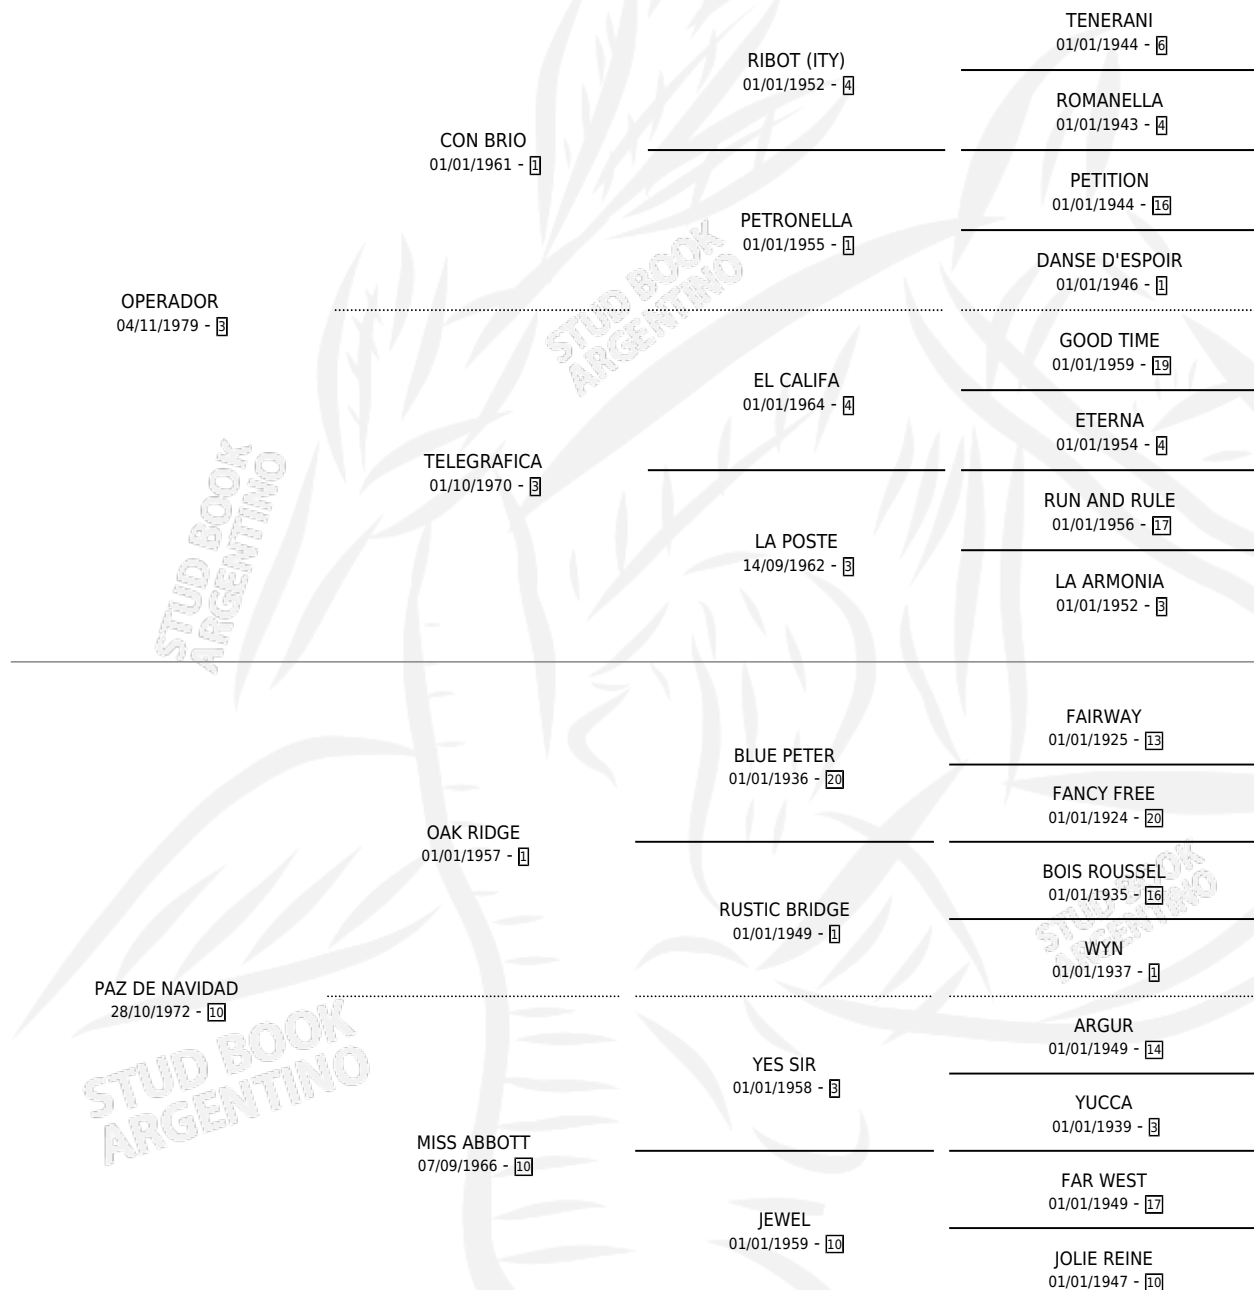 TENERANI
01/01/1944 - 6
RIBOT (ITY)
01/01/1952 - 4
ROMANELLA
01/01/1943 - 4
CON BRIO
01/01/1961 - 1
PETITION
01/01/1944 - 16
PETRONELLA
01/01/1955 - 1
DANSE D'ESPOIR
01/01/1946 - 1
OPERADOR
04/11/1979 - 3
STUD BOOK
ARGENTINO
GOOD TIME
01/01/1959 - 19
EL CALIFA
01/01/1964 - 4
ETERNA
01/01/1954 - 4
TELEGRAFICA
01/10/1970 - 3
RUN AND RULE
01/01/1956 - 17
LA POSTE
14/09/1962 - 3
LA ARMONIA
01/01/1952 - 3
STUD BOOK
ARGENTINO
FAIRWAY
01/01/1925 - 13
BLUE PETER
01/01/1936 - 20
FANCY FREE
01/01/1924 - 20
OAK RIDGE
01/01/1957 - 1
BOIS ROUSSEL
01/01/1935 - 16
RUSTIC BRIDGE
01/01/1949 - 1
WYN
01/01/1937 - 1
STUD BOOK
ARGENTINO
PAZ DE NAVIDAD
28/10/1972 - 10
STUD BOOK
ARGENTINO
ARGUR
01/01/1949 - 14
YES SIR
01/01/1958 - 3
YUCCA
01/01/1939 - 3
MISS ABBOTT
07/09/1966 - 10
FAR WEST
01/01/1949 - 17
JEWEL
01/01/1959 - 10
JOLIE REINE
01/01/1947 - 10